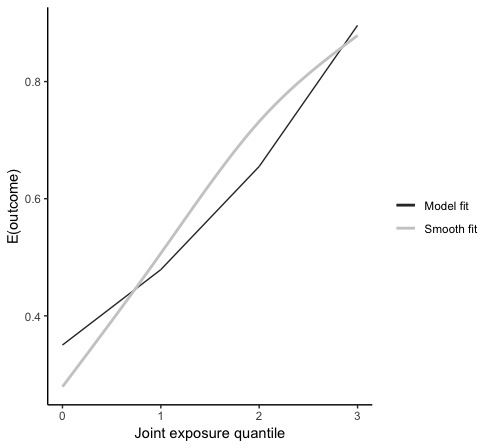 E(outcome)
0.8
0.6
0.4
0 1 2 3
Joint exposure quantile
Model fit
Smooth fit